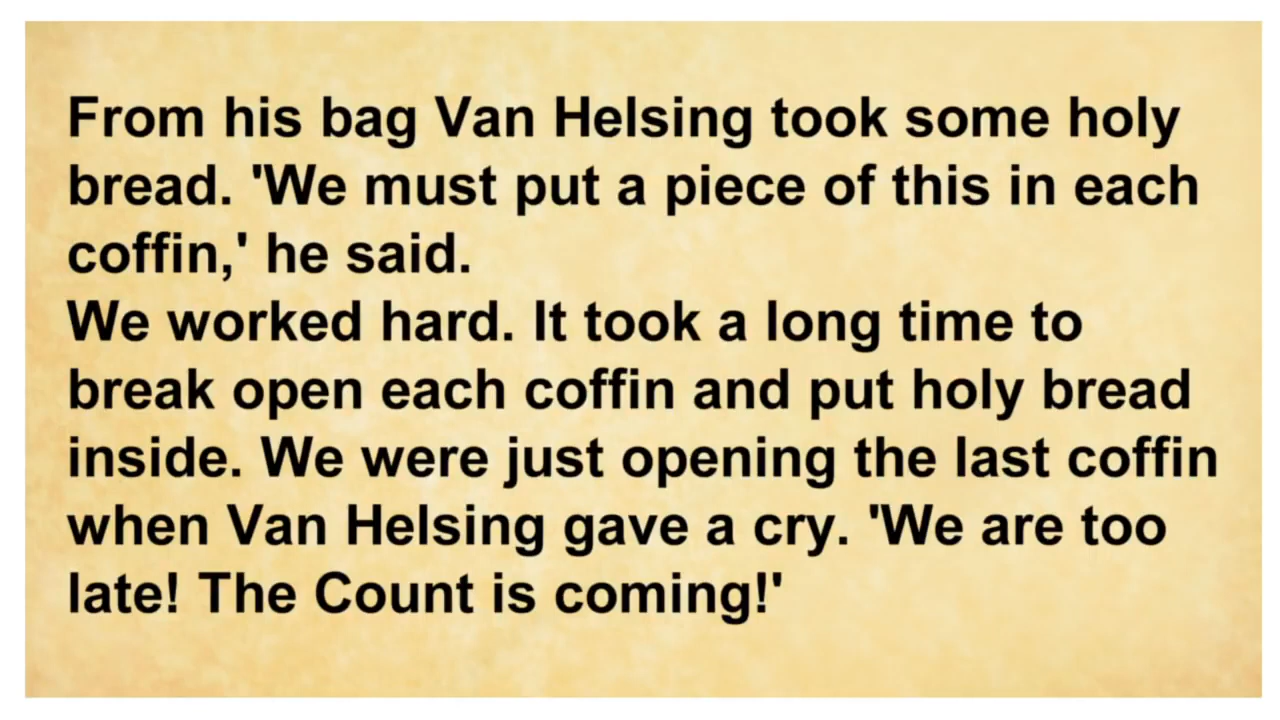 From his bag Van Helsing took some holy
bread. 'We must put a piece of this in each
coffin,' he said.
We worked hard. It took a long time to
break open each coffin and put holy bread
inside. We were just opening the last coffin
when Van Helsing gave a cry. 'We are too
late! The Count is coming!'